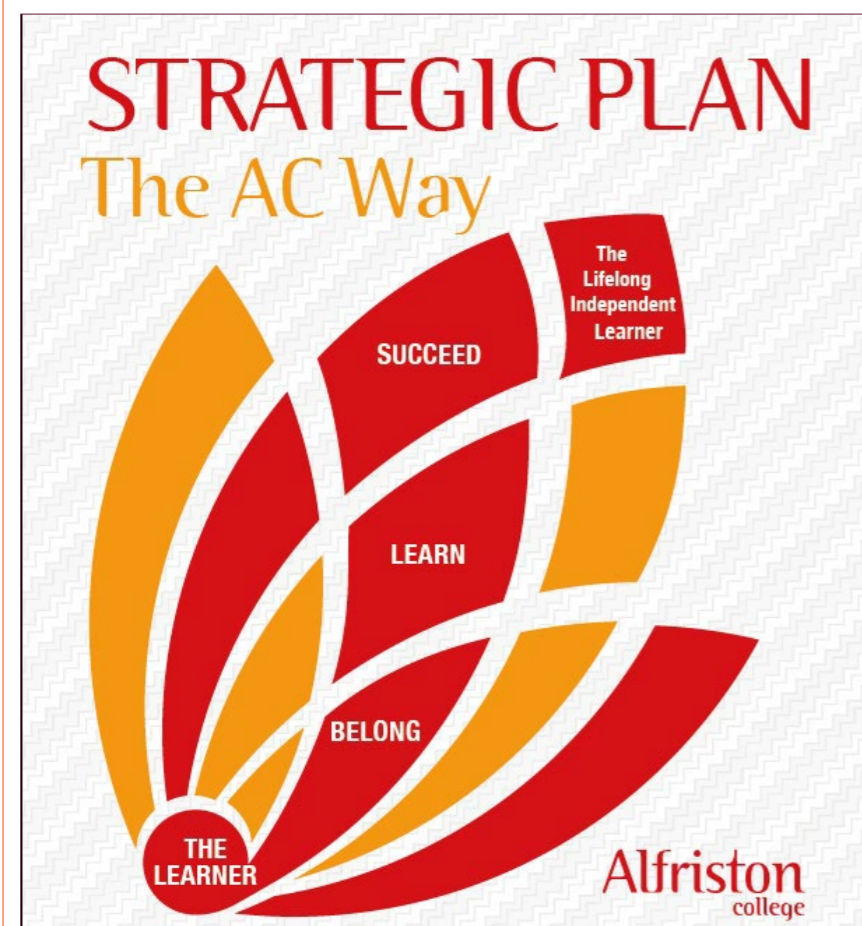 STRATEGIC PLAN
The AC Way
The
Lifelong
Independent
Learner
SUCCEED
LEARN
BELONG
THE
LEARNER
Alfriston
college